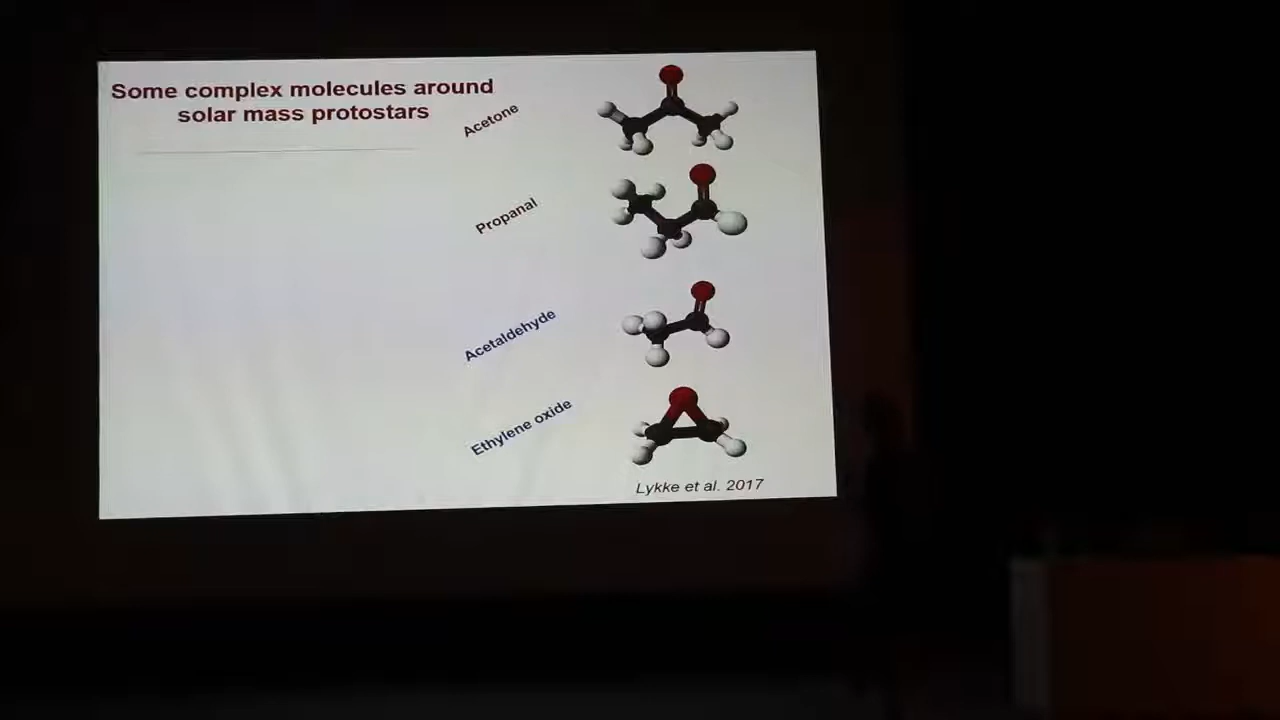 Some complex molecules around
solar mass protostars
Acetone
Propanal
Acetaldehyde
Ethylene oxide
Lykke et al. 2017